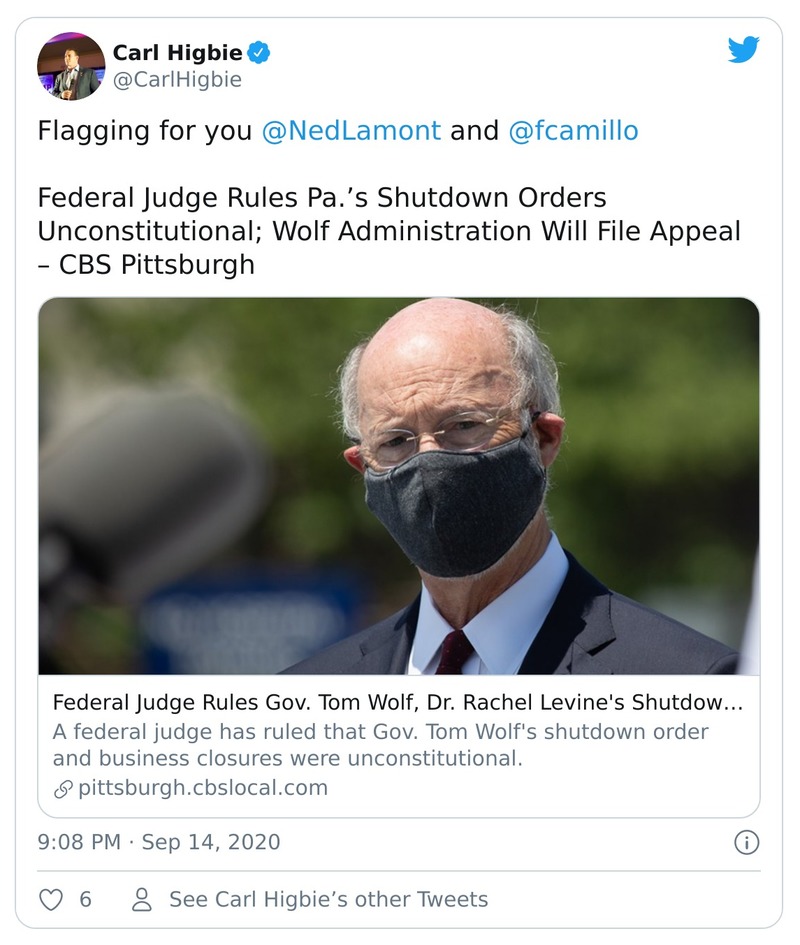 Carl Higbie
@CarlHigbie
Flagging for you @NedLamont and @fcamillo
Federal Judge Rules Pa.’s Shutdown Orders
Unconstitutional; Wolf Administration Will File Appeal
– CBS Pittsburgh
Federal Judge Rules Gov. Tom Wolf, Dr. Rachel Levine's Shutdow…
A federal judge has ruled that Gov. Tom Wolf's shutdown order
and business closures were unconstitutional.
pittsburgh.cbslocal.com
9:08 PM · Sep 14, 2020
6 See Carl Higbie’s other Tweets